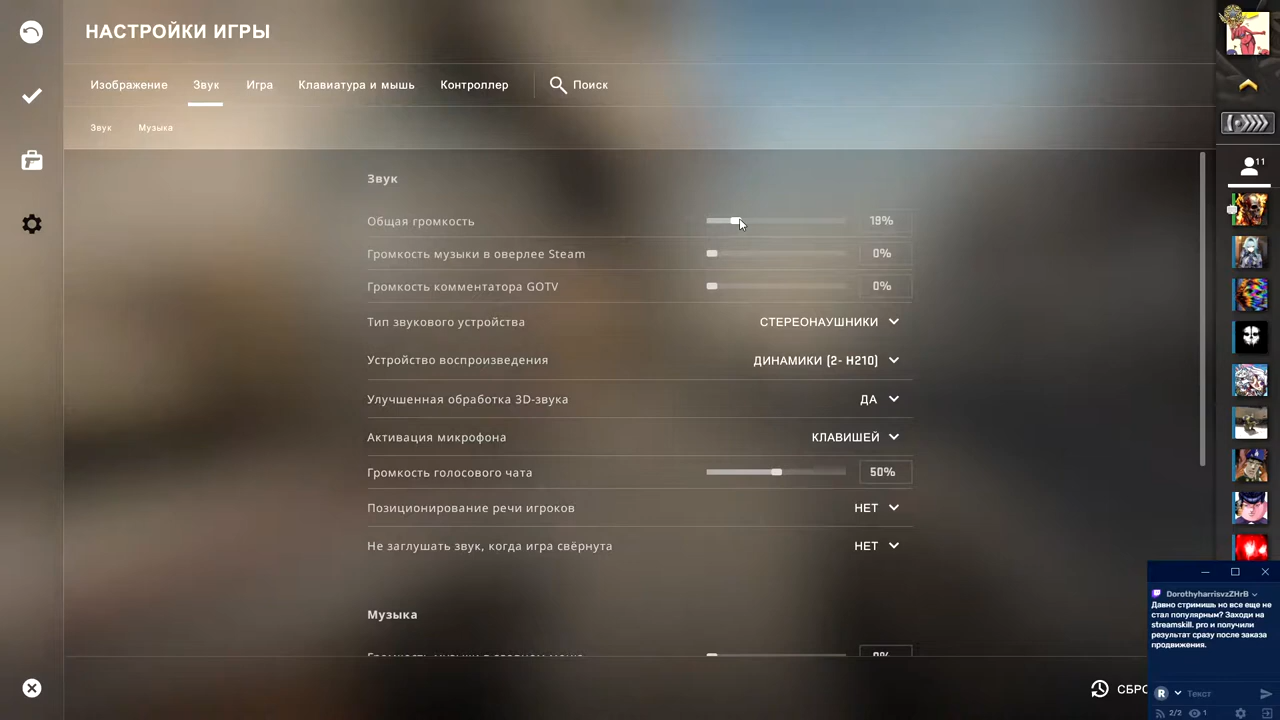 НАСТРОЙКИ ИГРЫ
Изображение
Звук
Игра
Клавиатура и мышь
Контроллер
Поиск
Звук
Музыка
Звук
Общая громкость
19%
Громкость музыки в оверлее Steam
0%
Громкость комментатора GOTV
0%
Тип звукового устройства
СТЕРЕОНАУШНИКИ
Устройство воспроизведения
ДИНАМИКИ (2- H210)
Улучшенная обработка 3D-звука
ДА
Активация микрофона
КЛАВИШЕЙ
Громкость голосового чата
50%
Позиционирование речи игроков
НЕТ
Не заглушать звук, когда игра свёрнута
НЕТ
Музыка
11
DorothyharrisvzZHrB
Давно стримишь но все еще не
стал популярным? Заходи на
streamskill. pro и получили
результат сразу после заказа
продвижения.
R
Текст
2/2
1